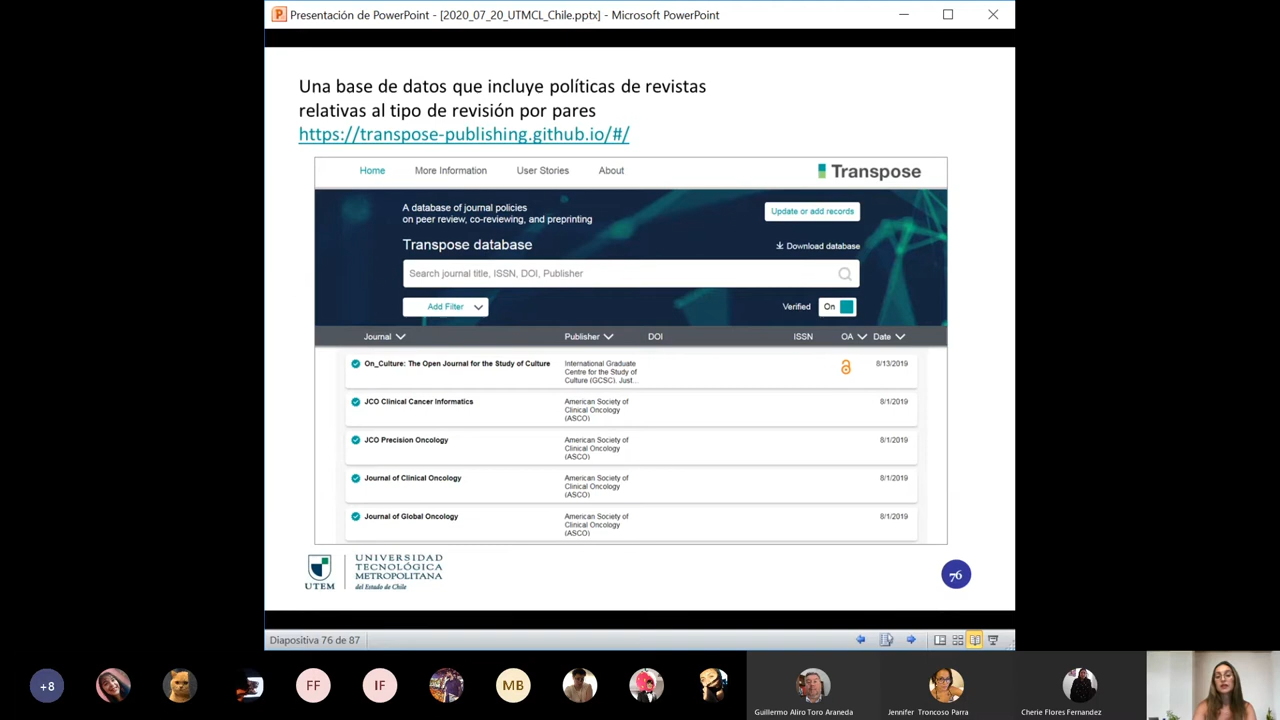 Presentación de PowerPoint - [2020_07_20_UTMCL_Chile.pptx] - Microsoft PowerPoint
Una base de datos que incluye políticas de revistas
relativas al tipo de revisión por pares
https://transpose-publishing.github.io/#/
Home More Information User Stories About Transpose
A database of journal policies
on peer review, co-reviewing, and preprinting
Update or add records
Transpose database
Download database
Search journal title, ISSN, DOI, Publisher
Add Filter
Verified On
Journal Publisher DOI ISSN OA Date
On_Culture: The Open Journal for the Study of Culture
International Graduate
Centre for the Study of
Culture (GCSC), Just...
8/13/2019
JCO Clinical Cancer Informatics
American Society of
Clinical Oncology
(ASCO)
8/1/2019
JCO Precision Oncology
American Society of
Clinical Oncology
(ASCO)
8/1/2019
Journal of Clinical Oncology
American Society of
Clinical Oncology
(ASCO)
8/1/2019
Journal of Global Oncology
American Society of
Clinical Oncology
(ASCO)
8/1/2019
UTEM
UNIVERSIDAD
TECNOLÓGICA
METROPOLITANA
del Estado de Chile
76
Diapositiva 76 de 87
+8
FF
IF
MB
Guillermo Aliro Toro Araneda
Jennifer Troncoso Parra
Cherie Flores Fernandez